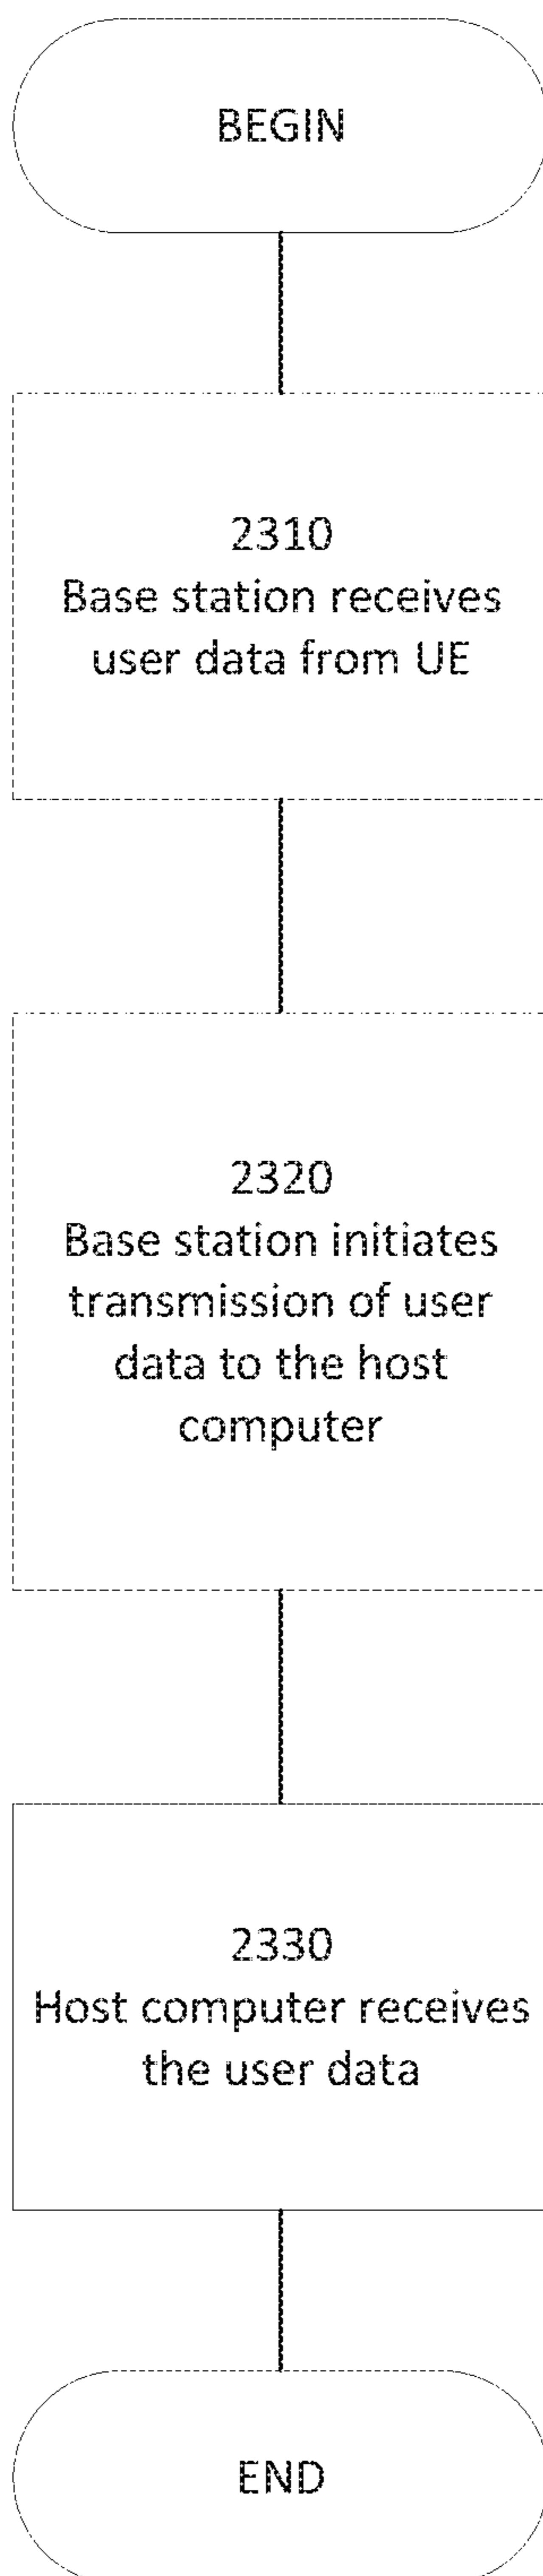 BEGIN
2310
Base station receives
user data from UE
2320
Base station initiates
transmission of user
data to the host
computer
2330
Host computer receives
the user data
END